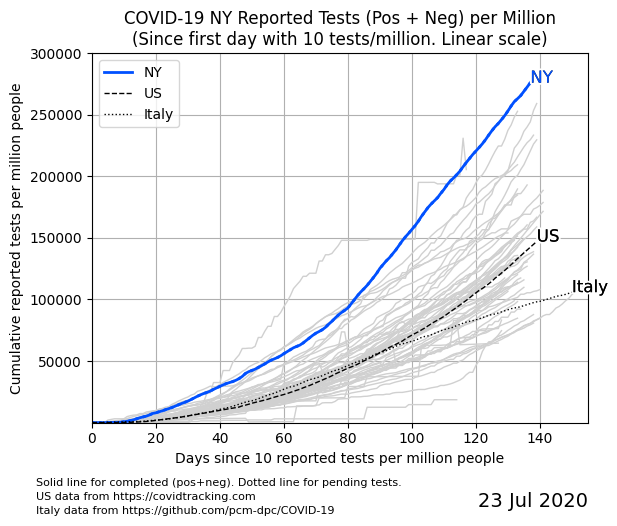 COVID-19 NY Reported Tests (Pos + Neg) per Million
(Since first day with 10 tests/million. Linear scale)
300000
250000
200000
150000
100000
50000
Cumulative reported tests per million people
NY
US
Italy
NY
US
Italy
0 20 40 60 80 100 120 140
Days since 10 reported tests per million people
Solid line for completed (pos+neg). Dotted line for pending tests.
US data from https://covidtracking.com
Italy data from https://github.com/pcm-dpc/COVID-19
23 Jul 2020